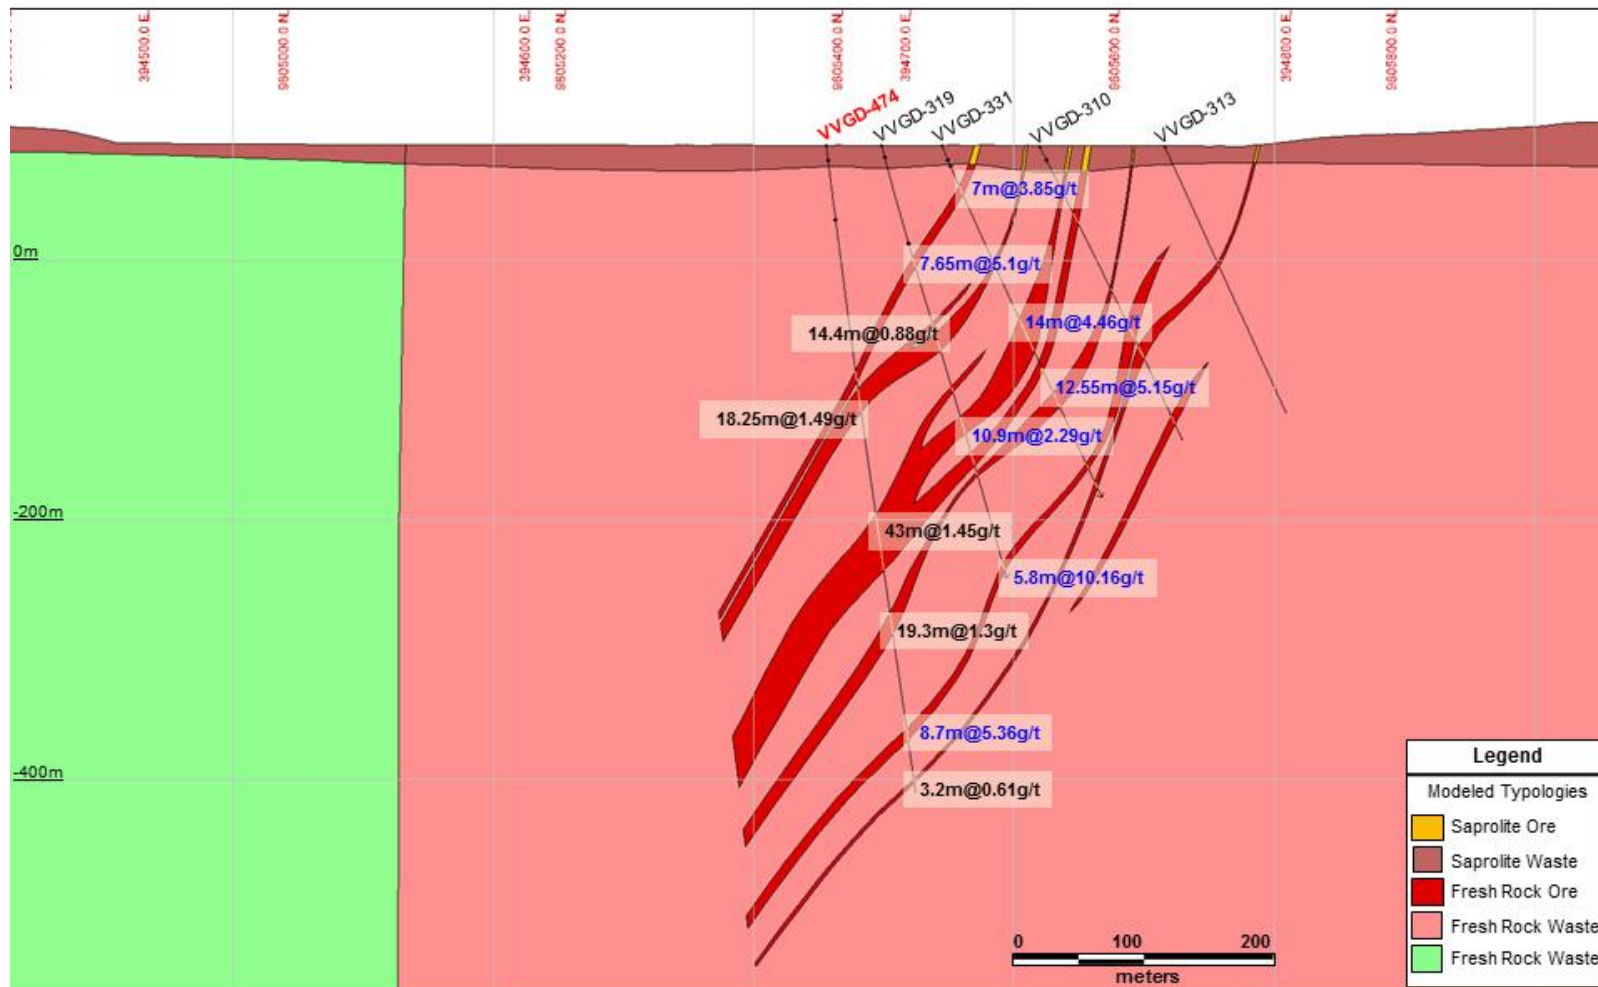 394500.0 E
9605000.0 N
394600.0 E
9605200.0 N
9605400.0 N
394700.0 E
9605600.0 N
394800.0 E
9605800.0 N
VVGD-474
VVGD-319
VVGD-331
VVGD-310
VVGD-313
7m@3.85g/t
0m
7.65m@5.1g/t
14m@4.46g/t
14.4m@0.88g/t
12.55m@5.15g/t
18.25m@1.49g/t
10.9m@2.29g/t
-200m
43m@1.45g/t
5.8m@10.16g/t
19.3m@1.3g/t
8.7m@5.36g/t
-400m
3.2m@0.61g/t
Legend
Modeled Typologies
Saprolite Ore
Saprolite Waste
Fresh Rock Ore
Fresh Rock Waste
Fresh Rock Waste
0 100 200
meters